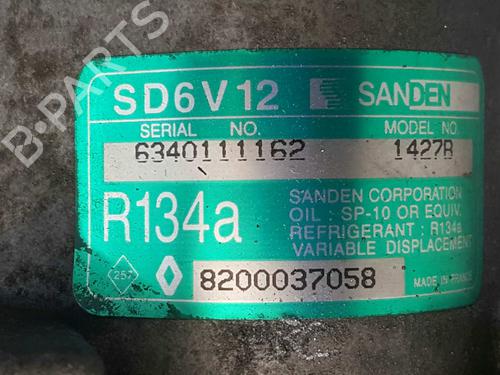 SD6V12 SANDEN
SERIAL NO. MODEL NO.
6340111162 1427B
R134a
SANDEN CORPORATION
OIL : SP-10 OR EQUIV.
REFRIGERANT : R134a
VARIABLE DISPLACEMENT
257
8200037058
MADE IN FRANCE
B-PARTS